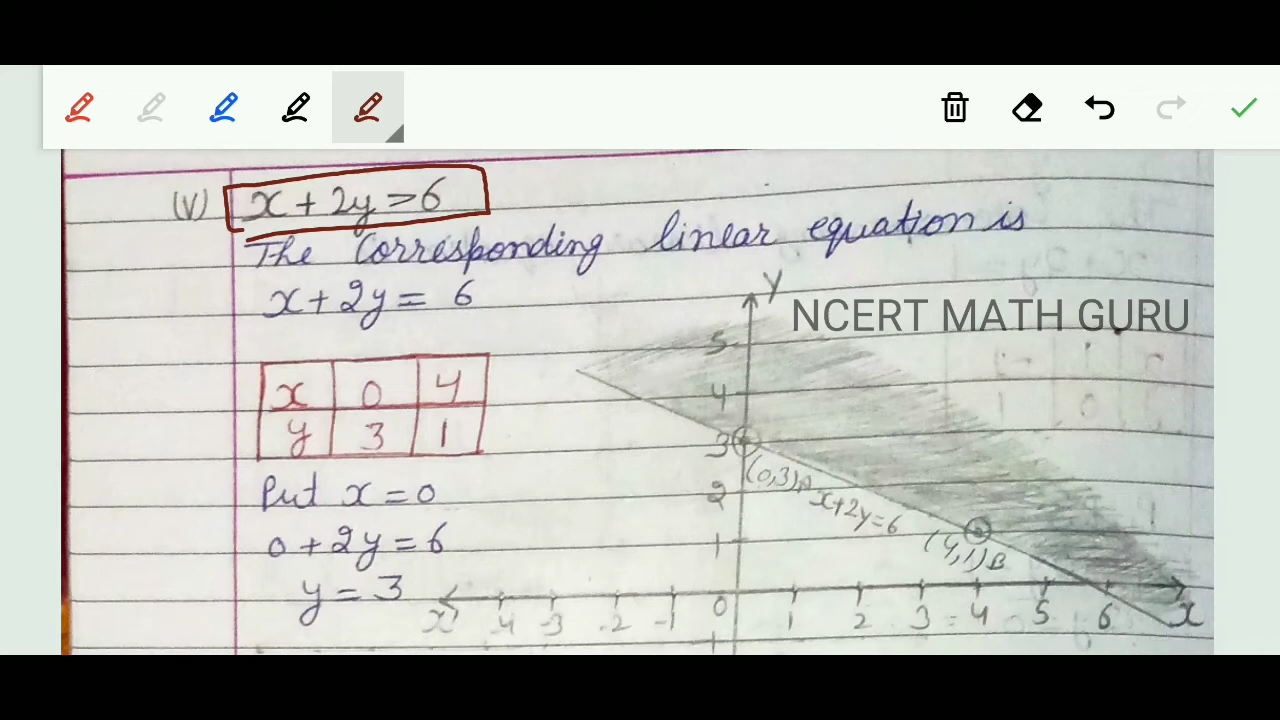 (V) x + 2y > 6
The Corresponding linear equation is
x + 2y = 6
NCERT MATH GURU
x 0 4
y 3 1
Put x = 0
0 + 2y = 6
y = 3
Y
5
4
3
2
1
(0,3)A
x+2y=6
(4,1)B
x' -4 -3 -2 -1 0 1 2 3 4 5 6 X